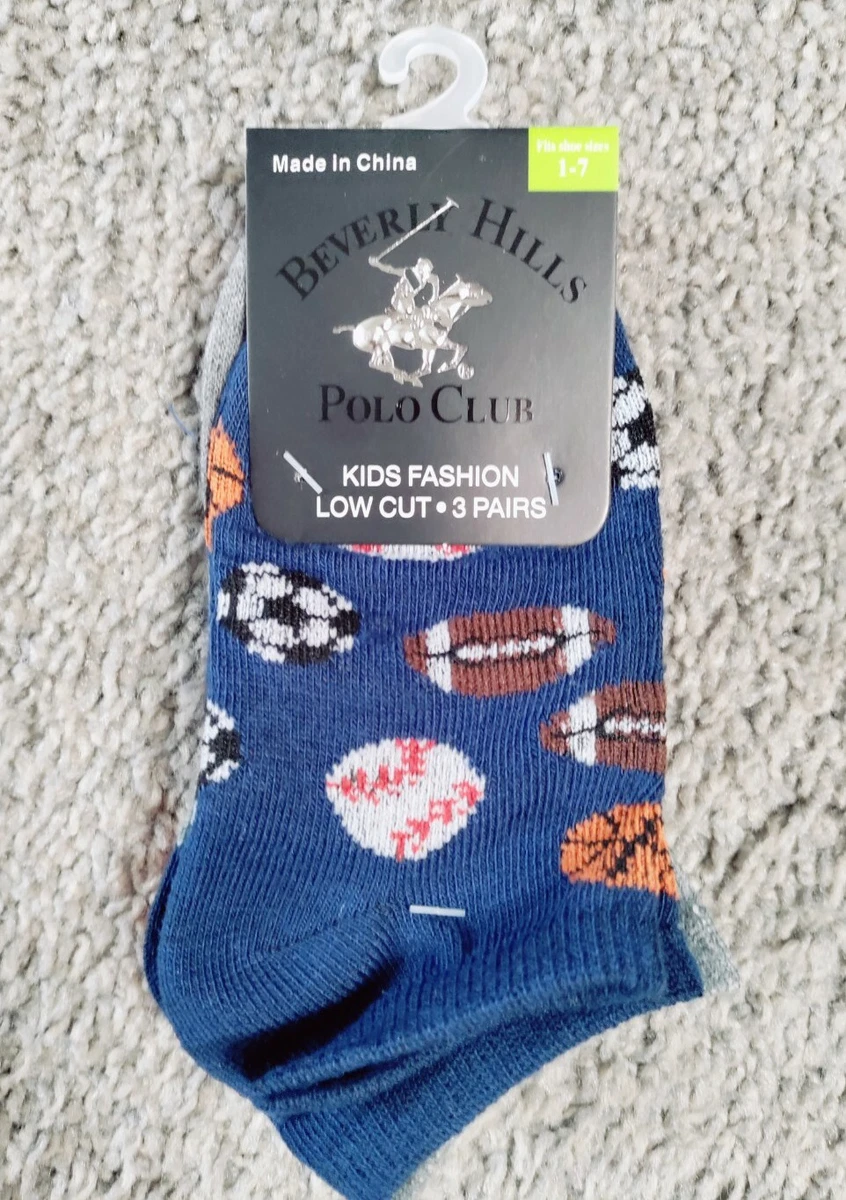 Made in China
Fits shoe sizes
1-7
BEVERLY HILLS
POLO CLUB
KIDS FASHION
LOW CUT • 3 PAIRS